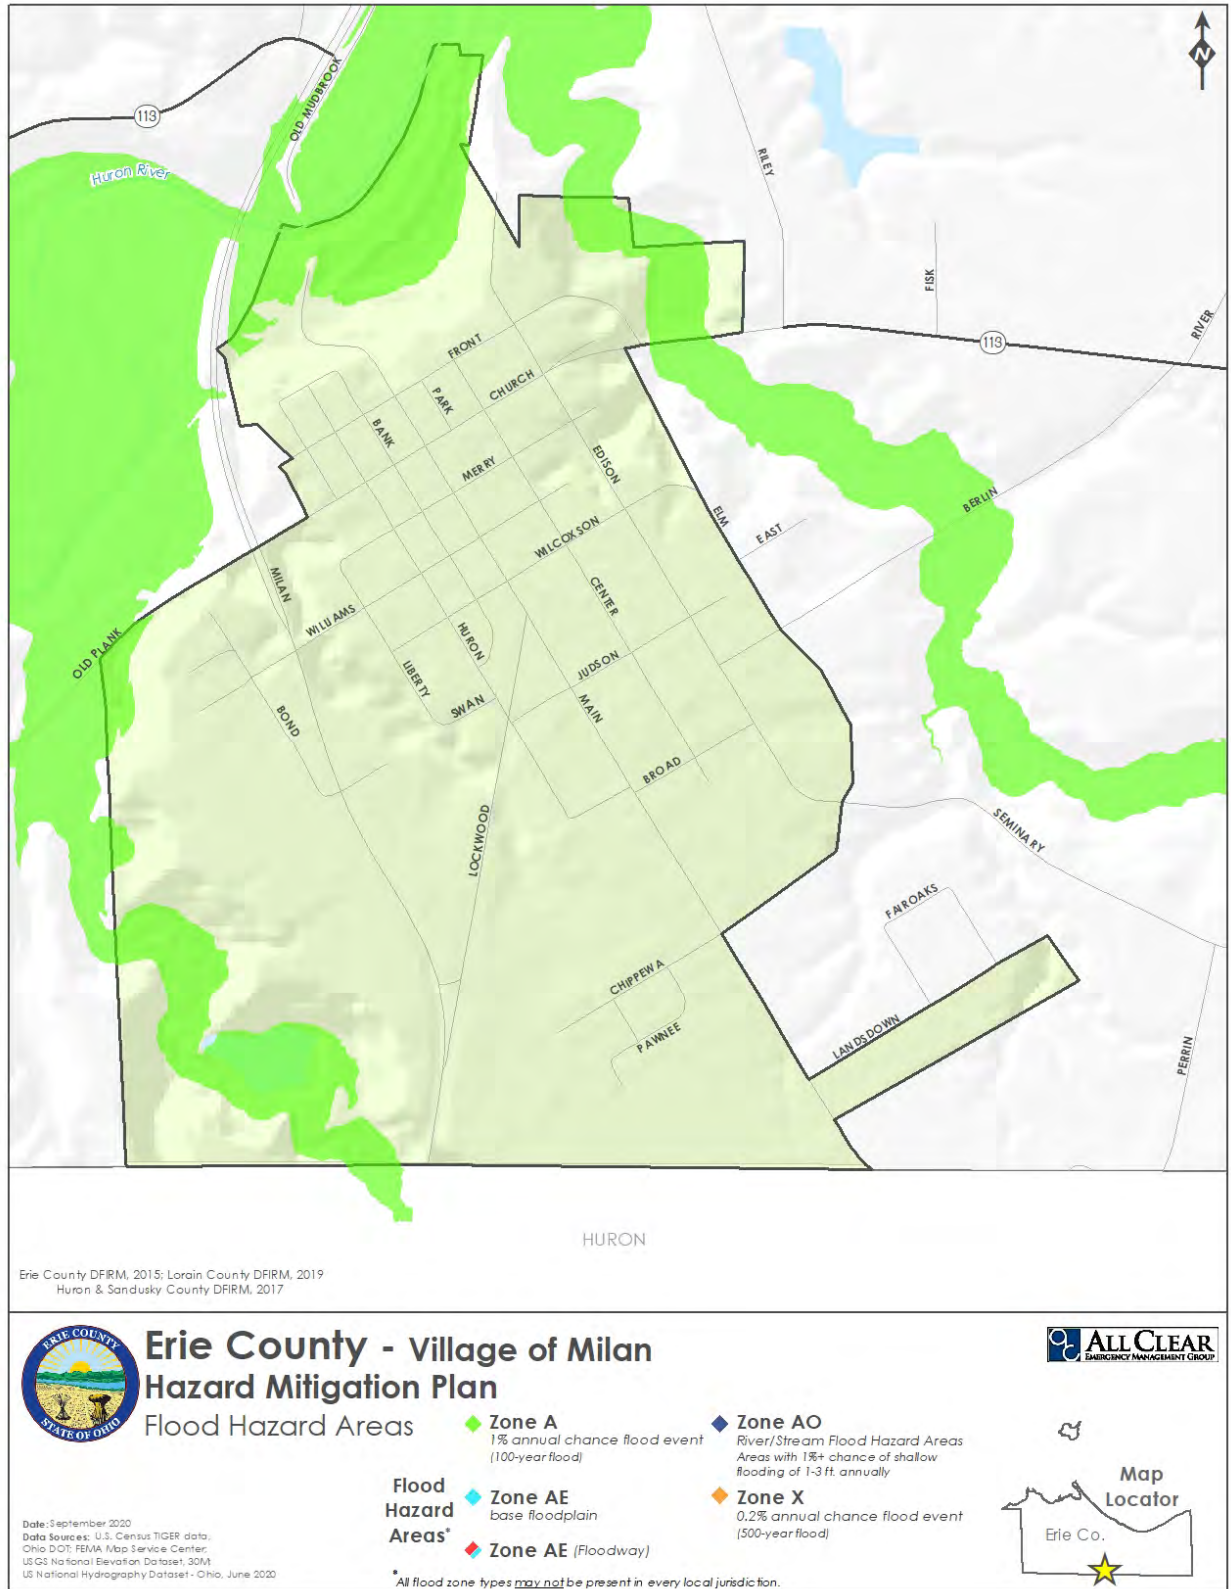 N
113
OLD MUDBROOK
Huron River
RILEY
FISK
RIVER
113
FRONT
PARK
CHURCH
BANK
MERRY
EDISON
BERLIN
ELM
EAST
WILCOXSON
MILAN
CENTER
WILLIAMS
HURON
OLD PLANK
JUDSON
LIBERTY
SWAN
MAIN
BOND
BROAD
LOCKWOOD
SEMINARY
FAIROAKS
CHIPPEWA
PAWNEE
LANDSDOWN
PERRIN
HURON
Erie County DFIRM, 2015; Lorain County DFIRM, 2019
Huron & Sandusky County DFIRM, 2017
ERIE COUNTY
STATE OF OHIO
Erie County - Village of Milan
Hazard Mitigation Plan
Flood Hazard Areas
ALL CLEAR
EMERGENCY MANAGEMENT GROUP
Flood
Hazard
Areas*
Zone A
1% annual chance flood event
(100-year flood)
Zone AE
base floodplain
Zone AE (Floodway)
Zone AO
River/Stream Flood Hazard Areas
Areas with 1%+ chance of shallow
flooding of 1-3 ft. annually
Zone X
0.2% annual chance flood event
(500-year flood)
*All flood zone types may not be present in every local jurisdiction.
Map
Locator
Erie Co.
Date: September 2020
Data Sources: U.S. Census TIGER data,
Ohio DOT; FEMA Map Service Center,
USGS National Elevation Dataset, 30M
US National Hydrography Dataset - Ohio, June 2020